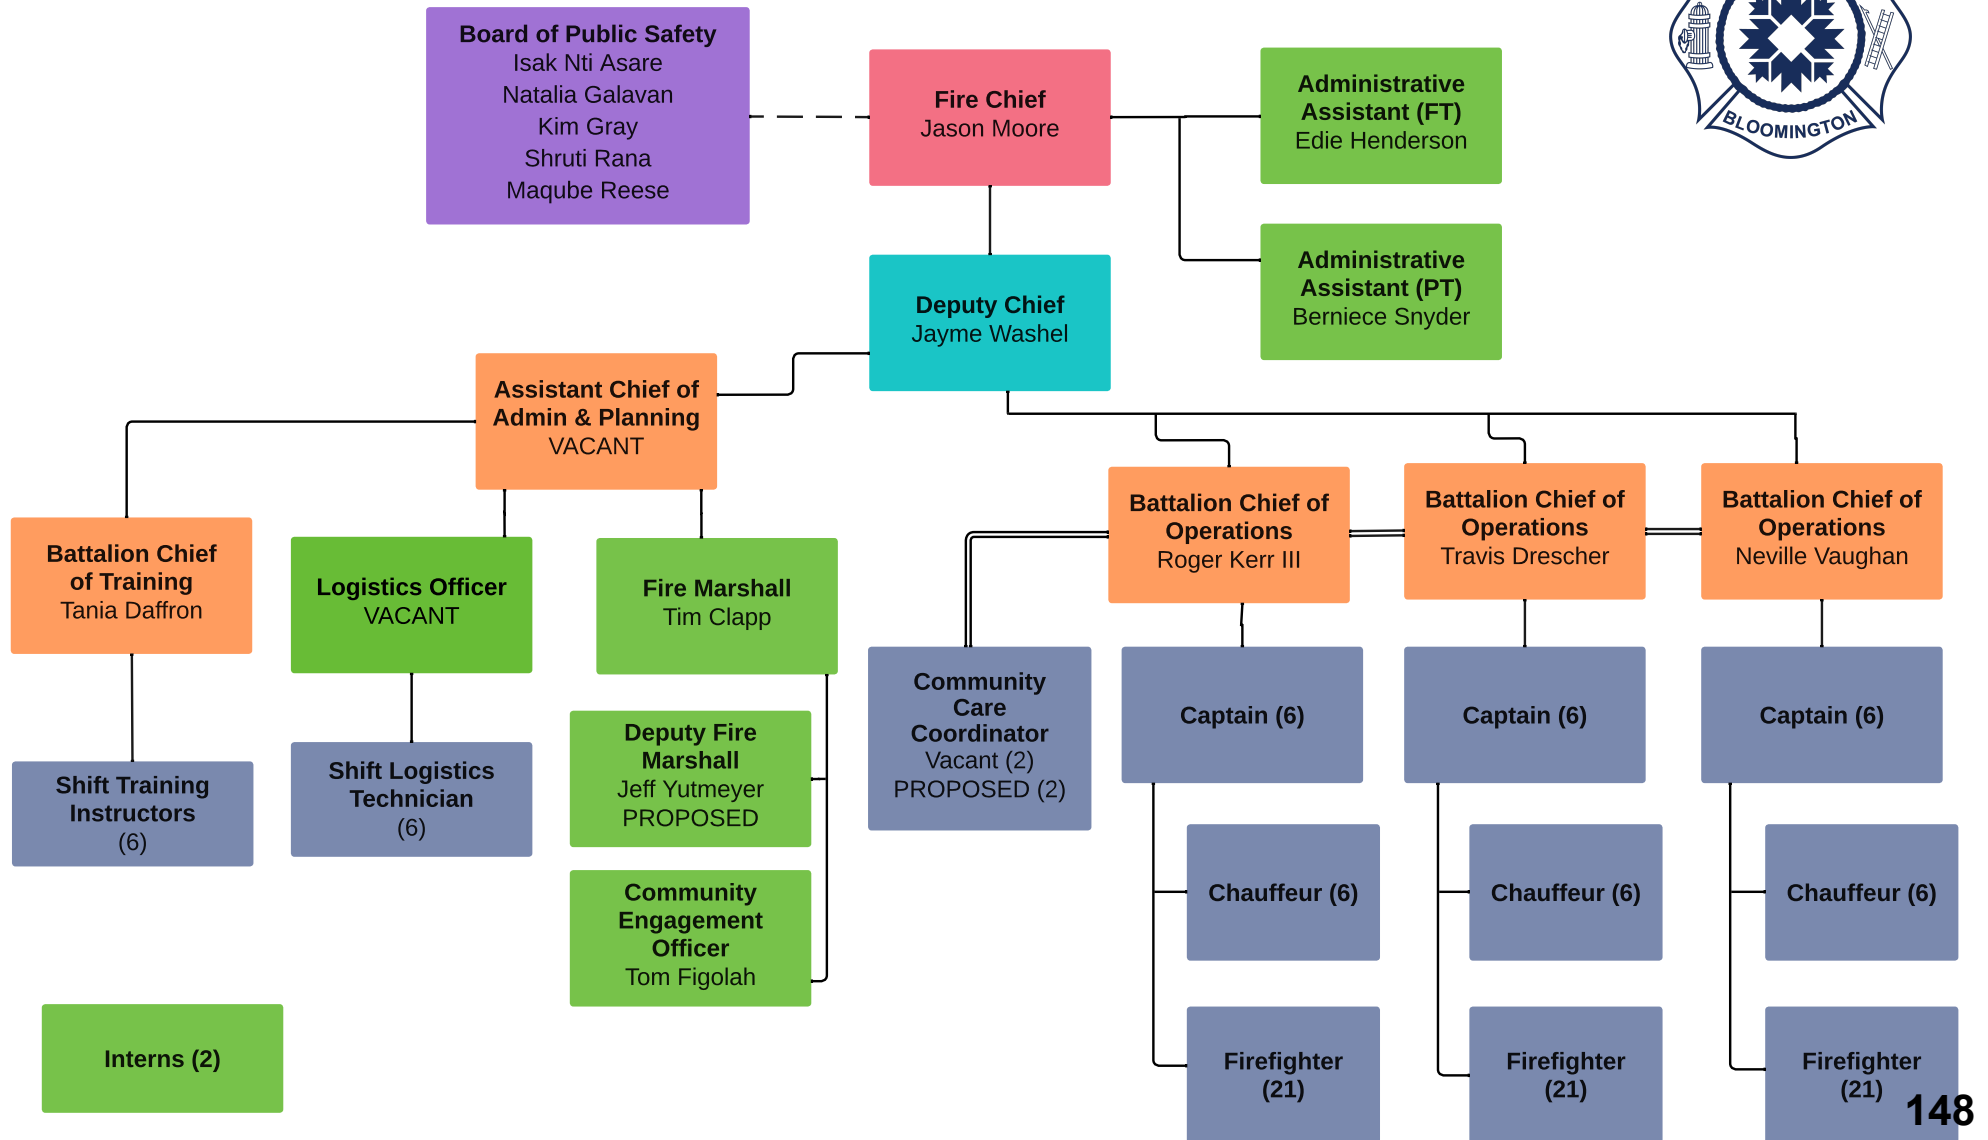 Board of Public Safety
Isak Nti Asare
Natalia Galavan
Kim Gray
Shruti Rana
Maqube Reese
Fire Chief
Jason Moore
Administrative
Assistant (FT)
Edie Henderson
BLOOMINGTON
Administrative
Assistant (PT)
Berniece Snyder
Deputy Chief
Jayme Washel
Assistant Chief of
Admin & Planning
VACANT
Battalion Chief of
Operations
Roger Kerr III
Battalion Chief of
Operations
Travis Drescher
Battalion Chief of
Operations
Neville Vaughan
Battalion Chief
of Training
Tania Daffron
Logistics Officer
VACANT
Fire Marshall
Tim Clapp
Community
Care
Coordinator
Vacant (2)
PROPOSED (2)
Captain (6)
Captain (6)
Captain (6)
Shift Training
Instructors
(6)
Shift Logistics
Technician
(6)
Deputy Fire
Marshall
Jeff Yutmeyer
PROPOSED
Chauffeur (6)
Chauffeur (6)
Chauffeur (6)
Community
Engagement
Officer
Tom Figolah
Interns (2)
Firefighter
(21)
Firefighter
(21)
Firefighter
(21)
148